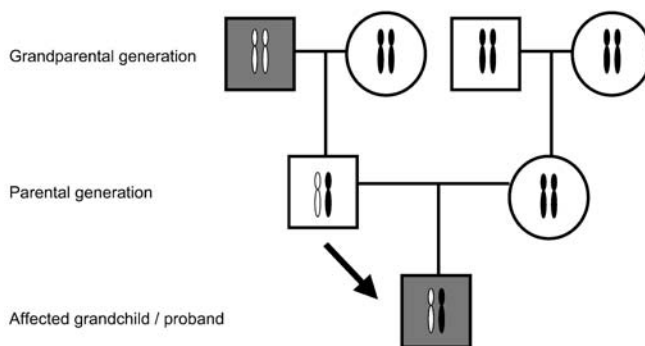 Grandparental generation
Parental generation
Affected grandchild / proband